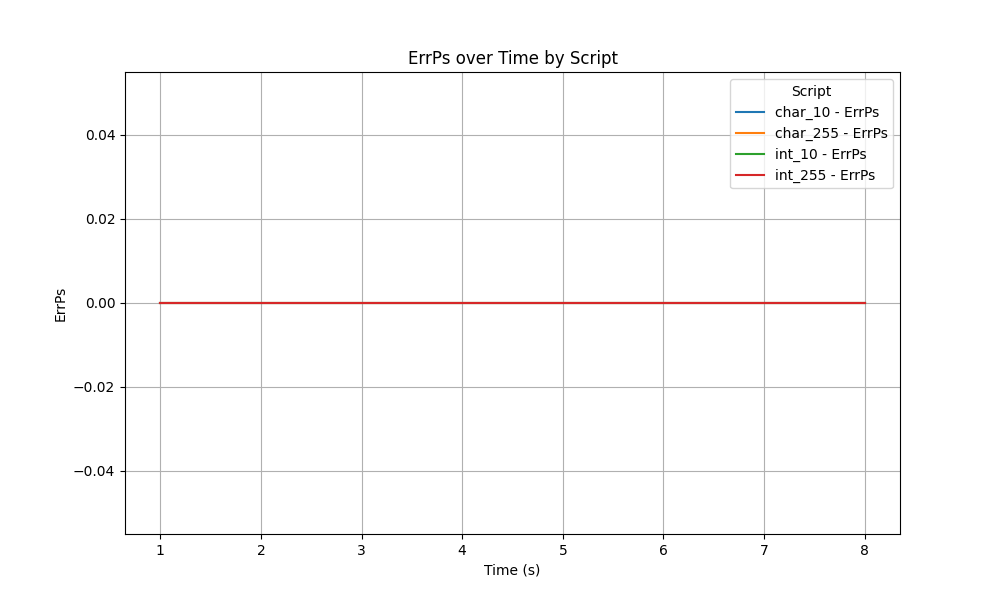 ErrPs over Time by Script
Script
char_10 - ErrPs
char_255 - ErrPs
int_10 - ErrPs
int_255 - ErrPs
0.04
0.02
0.00
−0.02
−0.04
ErrPs
1 2 3 4 5 6 7 8
Time (s)